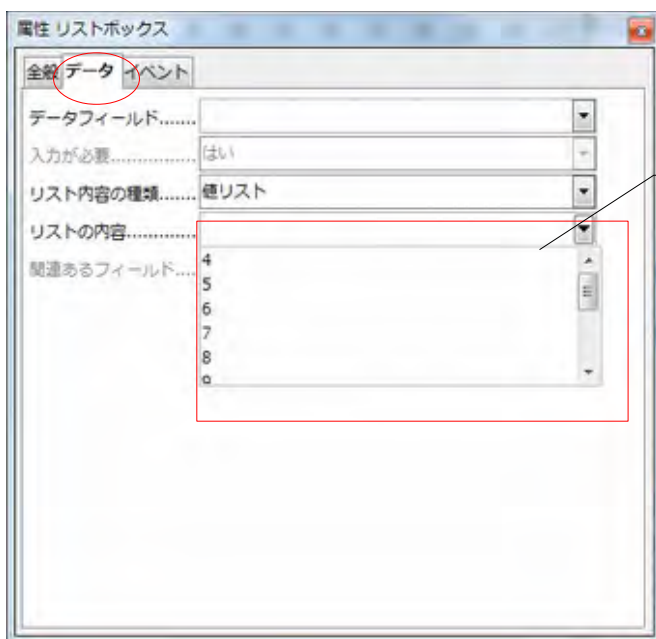 属性 リストボックス
全般 データ イベント
データフィールド.......
入力が必要................ はい
リスト内容の種類....... 値リスト
リストの内容.............
関連あるフィールド....
4
5
6
7
8
9